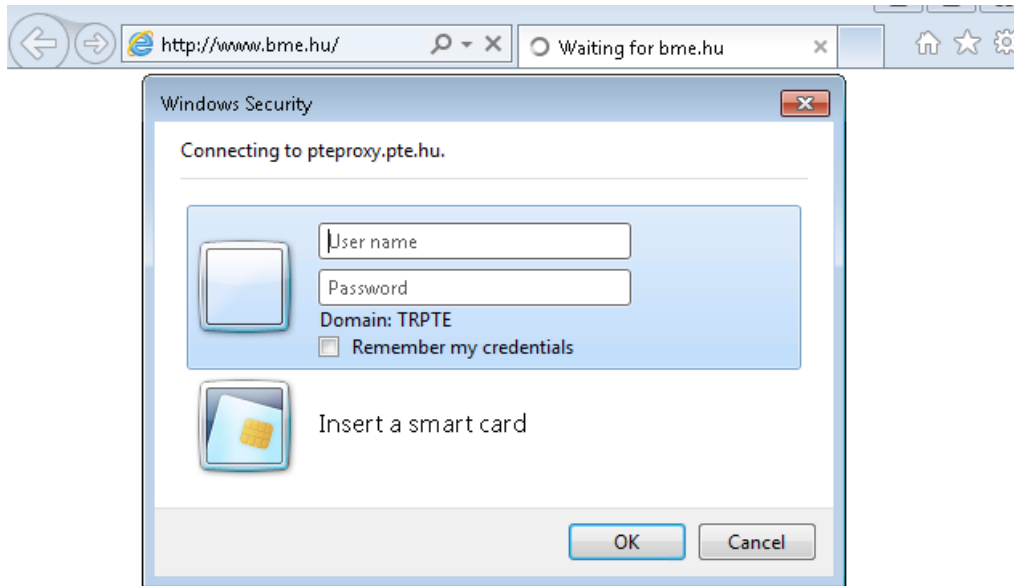 http://www.bme.hu/
Waiting for bme.hu
Windows Security
Connecting to pteproxy.pte.hu.
User name
Password
Domain: TRPTE
Remember my credentials
Insert a smart card
OK
Cancel